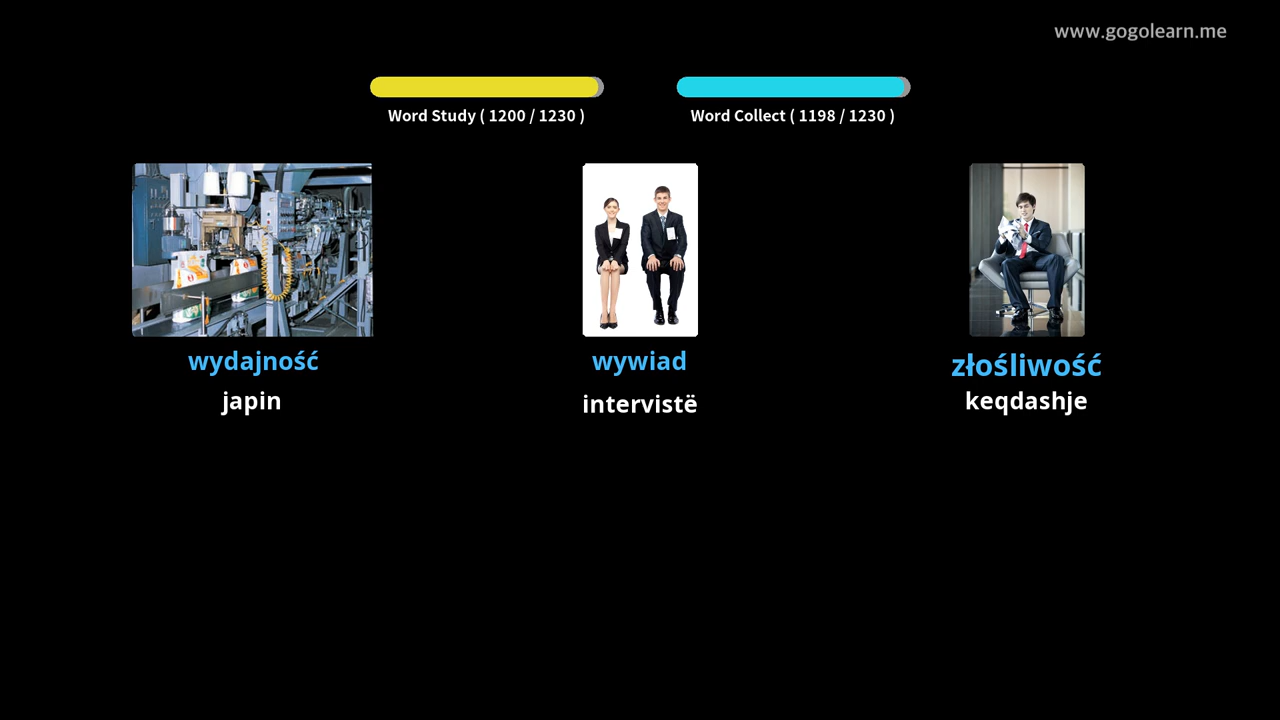 www.gogolearn.me
Word Study ( 1200 / 1230 )
Word Collect ( 1198 / 1230 )
wydajność
japin
wywiad
intervistë
złośliwość
keqdashje